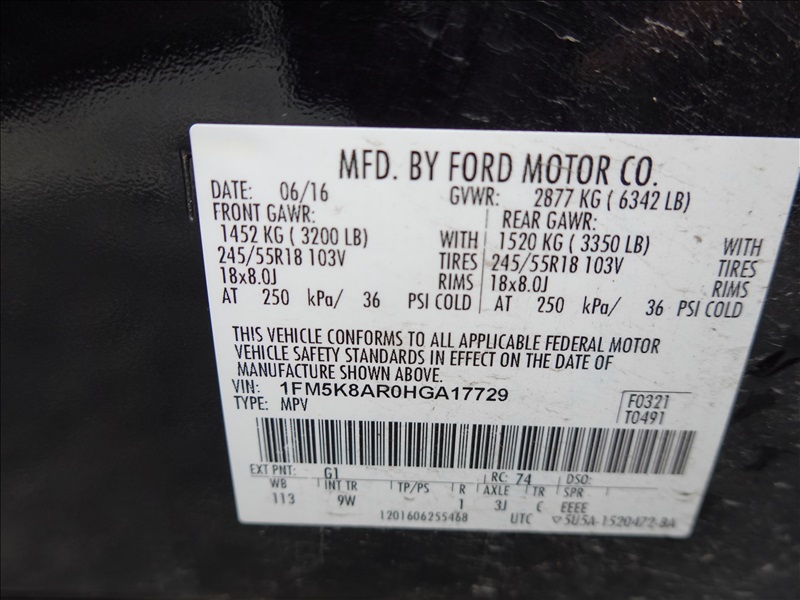 MFD. BY FORD MOTOR CO.
DATE: 06/16 GVWR: 2877 KG ( 6342 LB)
FRONT GAWR: REAR GAWR:
1452 KG ( 3200 LB) WITH 1520 KG ( 3350 LB) WITH
245/55R18 103V TIRES 245/55R18 103V TIRES
18x8.0J RIMS 18x8.0J RIMS
AT 250 kPa/ 36 PSI COLD AT 250 kPa/ 36 PSI COLD
THIS VEHICLE CONFORMS TO ALL APPLICABLE FEDERAL MOTOR
VEHICLE SAFETY STANDARDS IN EFFECT ON THE DATE OF
MANUFACTURE SHOWN ABOVE.
VIN: 1FM5K8AR0HGA17729 F0321
TYPE: MPV T0491
EXT PNT: G1 RC: 74 DSO:
WB INT TR TP/PS R AXLE TR SPR
113 9W 1 3J C EEEE
1201606255468 UTC ▽5U5A-1520472-BA